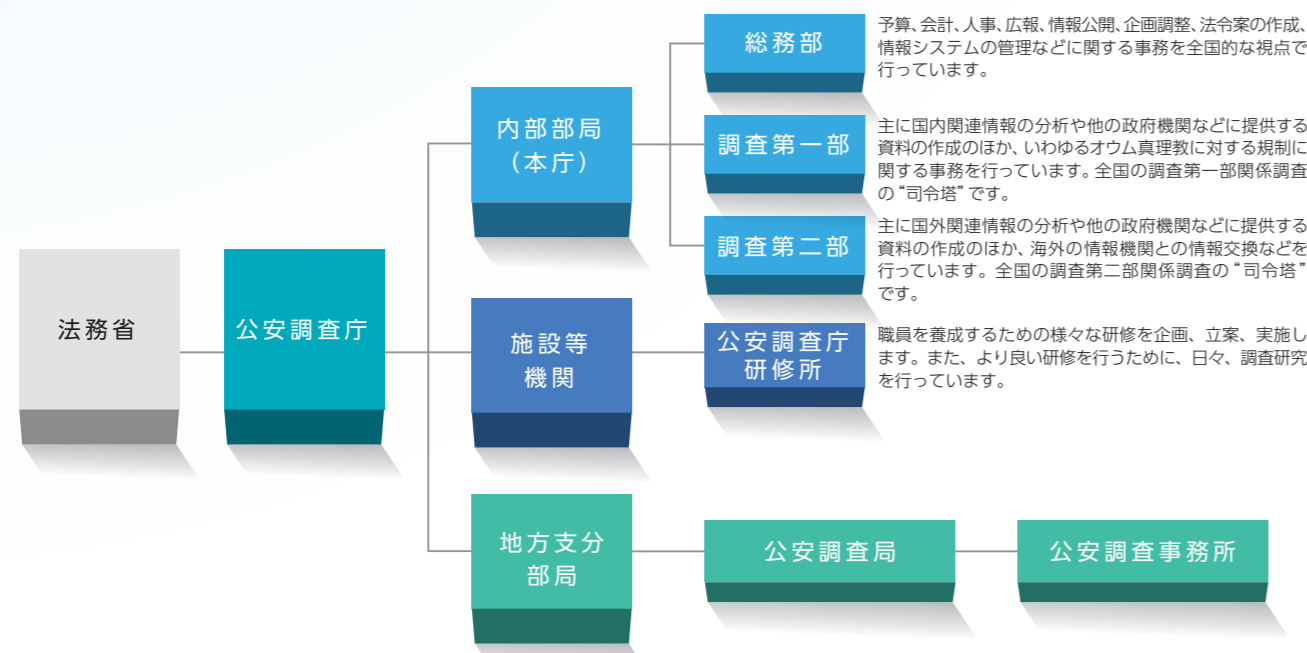 法務省
公安調査庁
内部部局
（本庁）
総務部
予算、会計、人事、広報、情報公開、企画調整、法令案の作成、
情報システムの管理などに関する事務を全国的な視点で
行っています。
調査第一部
主に国内関連情報の分析や他の政府機関などに提供する
資料の作成のほか、いわゆるオウム真理教に対する規制に
関する事務を行っています。全国の調査第一部関係調査
の“司令塔”です。
調査第二部
主に国外関連情報の分析や他の政府機関などに提供する
資料の作成のほか、海外の情報機関との情報交換などを
行っています。全国の調査第二部関係調査の“司令塔”
です。
施設等
機関
公安調査庁
研修所
職員を養成するための様々な研修を企画、立案、実施し
ます。また、より良い研修を行うために、日々、調査研究
を行っています。
地方支分
部局
公安調査局
公安調査事務所